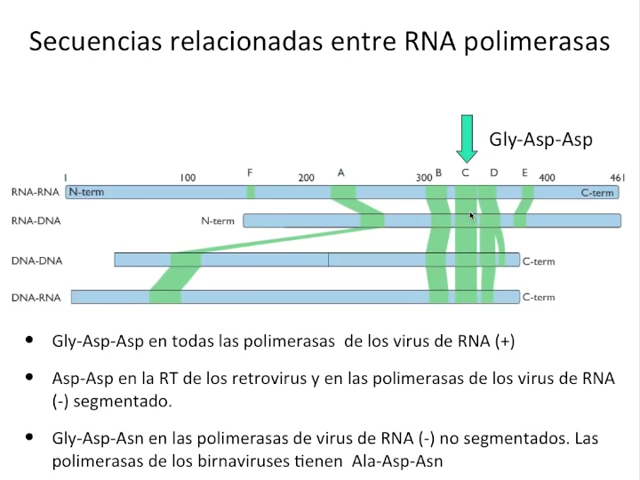 Secuencias relacionadas entre RNA polimerasas
Gly-Asp-Asp
I 100 F 200 A 300 B C D E 400 461
RNA-RNA N-term C-term
RNA-DNA N-term
DNA-DNA C-term
DNA-RNA C-term
• Gly-Asp-Asp en todas las polimerasas de los virus de RNA (+)
• Asp-Asp en la RT de los retrovirus y en las polimerasas de los virus de RNA
(-) segmentado.
• Gly-Asp-Asn en las polimerasas de virus de RNA (-) no segmentados. Las
polimerasas de los birnaviruses tienen Ala-Asp-Asn